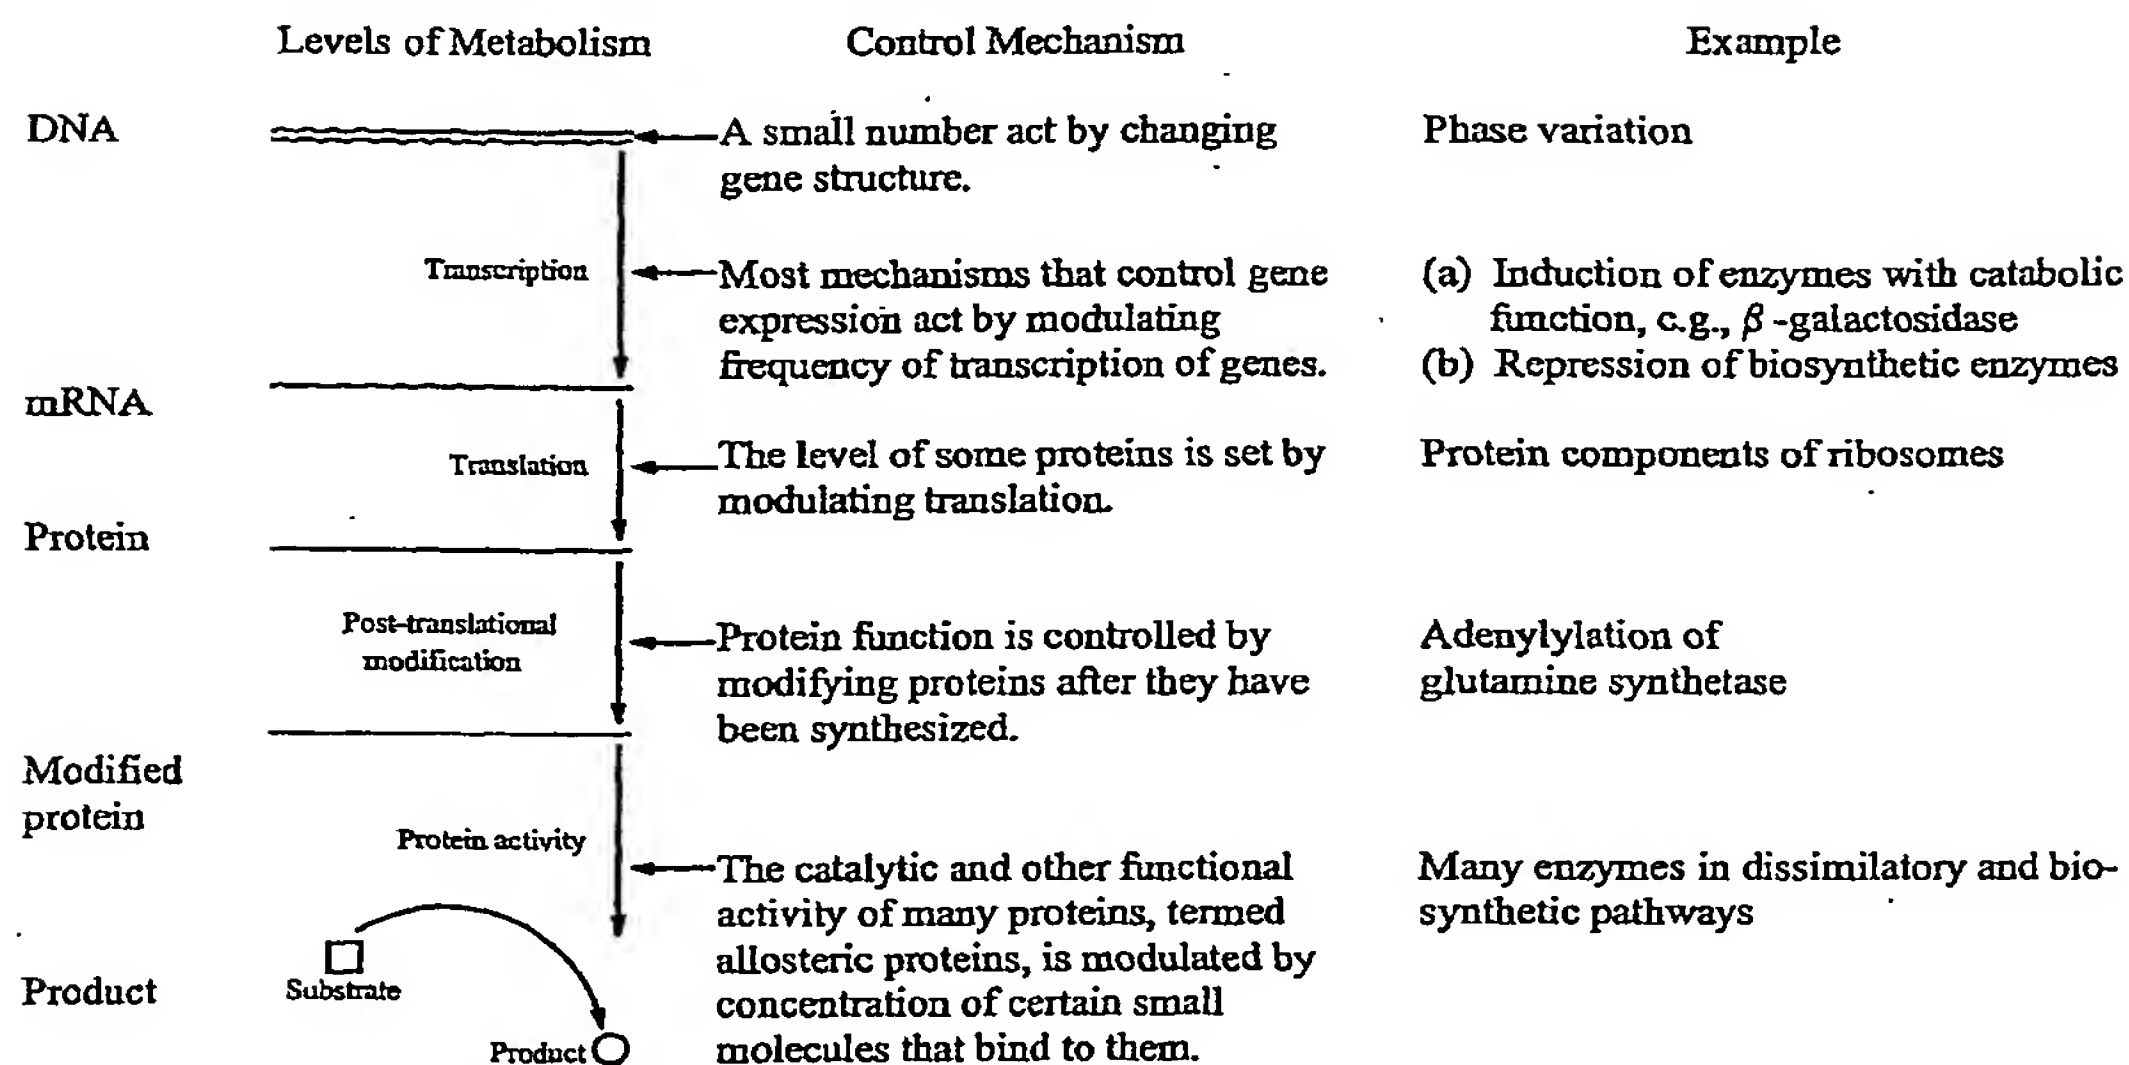 Levels of Metabolism Control Mechanism Example
DNA
A small number act by changing
gene structure.
Phase variation
Transcription
Most mechanisms that control gene
expression act by modulating
frequency of transcription of genes.
(a) Induction of enzymes with catabolic
function, e.g., β -galactosidase
(b) Repression of biosynthetic enzymes
mRNA
Translation
The level of some proteins is set by
modulating translation.
Protein components of ribosomes
Protein
Post-translational
modification
Protein function is controlled by
modifying proteins after they have
been synthesized.
Adenylylation of
glutamine synthetase
Modified
protein
Protein activity
The catalytic and other functional
activity of many proteins, termed
allosteric proteins, is modulated by
concentration of certain small
molecules that bind to them.
Many enzymes in dissimilatory and bio-
synthetic pathways
Product
Substrate
Product